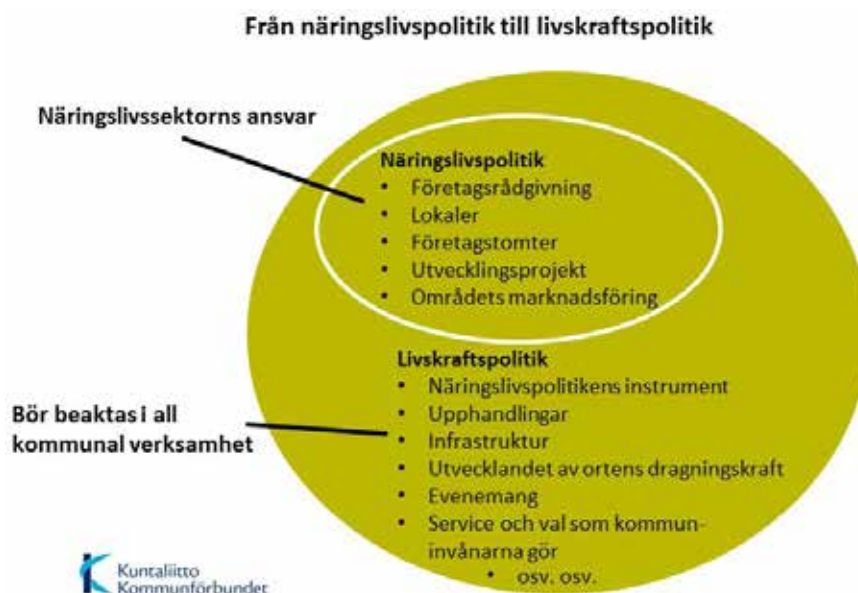 Från näringslivspolitik till livskraftspolitik
Näringslivssektorns ansvar
Näringslivspolitik
• Företagsrådgivning
• Lokaler
• Företagstomter
• Utvecklingsprojekt
• Områdets marknadsföring
Livskraftspolitik
• Näringslivspolitikens instrument
• Upphandlingar
• Infrastruktur
• Utvecklandet av ortens dragningskraft
• Evenemang
• Service och val som kommun-
invånarna gör
• osv. osv.
Bör beaktas i all
kommunal verksamhet
Kuntaliitto
Kommunförbundet